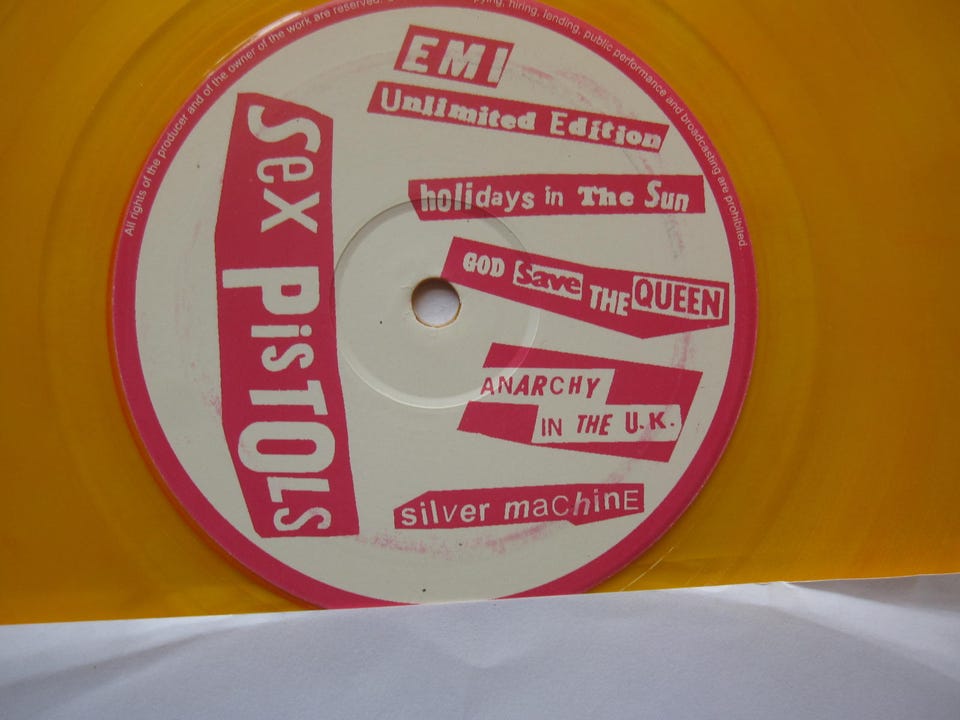 All rights of the producer and of the owner of the work are reserved.
ying, hiring, lending, public performance and broadcasting are prohibited.
SeX PiSTOLS
EMI
Unlimited Edition
holidays in The Sun
GOD Save THE QUEEN
ANARCHY
IN THE U.K.
silver maChinE